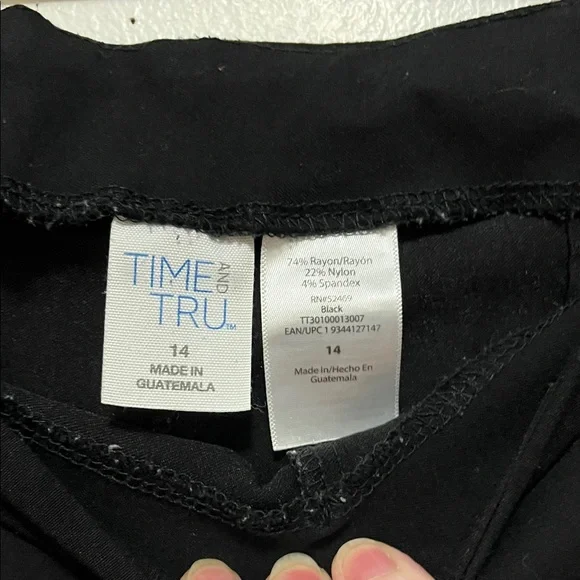 TIME AND
TRU™
14
MADE IN
GUATEMALA
74% Rayon/Rayón
22% Nylon
4% Spandex
RN#52469
Black
TT30100013007
EAN/UPC 1 9344127147
14
Made in/Hecho En
Guatemala